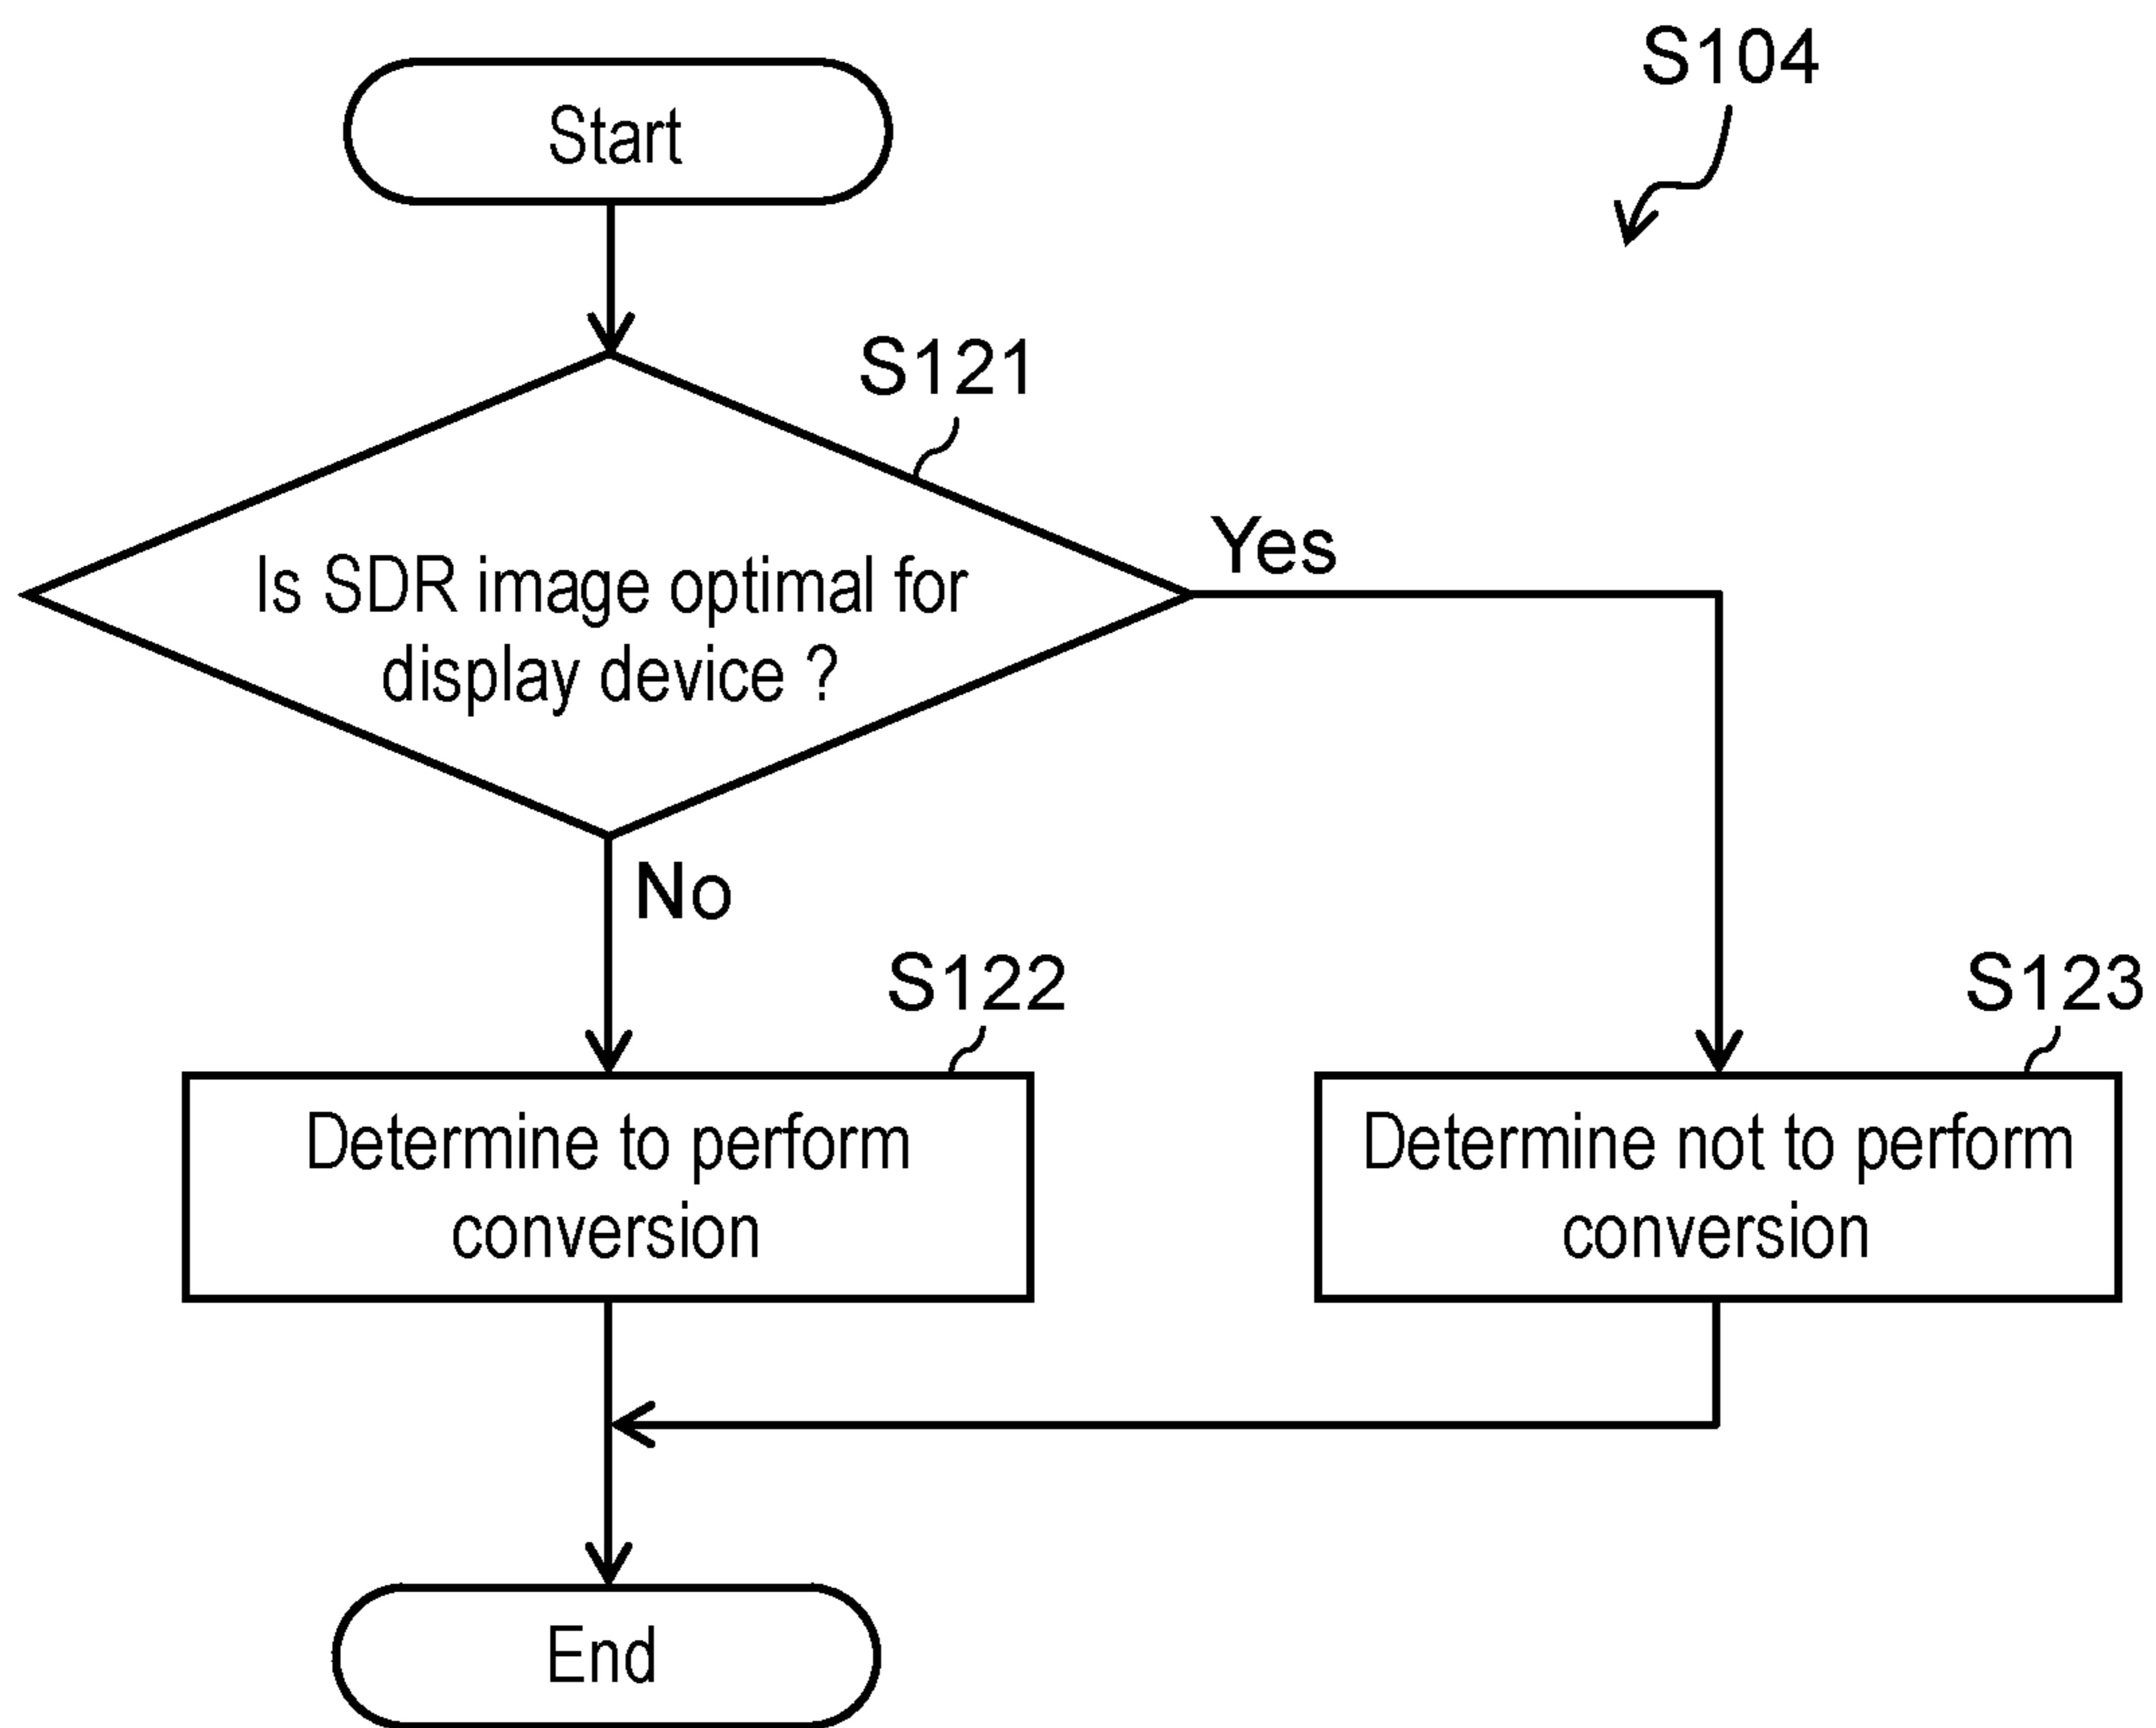 S104
Start
S121
Is SDR image optimal for
display device ?
Yes
No
S122
Determine to perform
conversion
S123
Determine not to perform
conversion
End